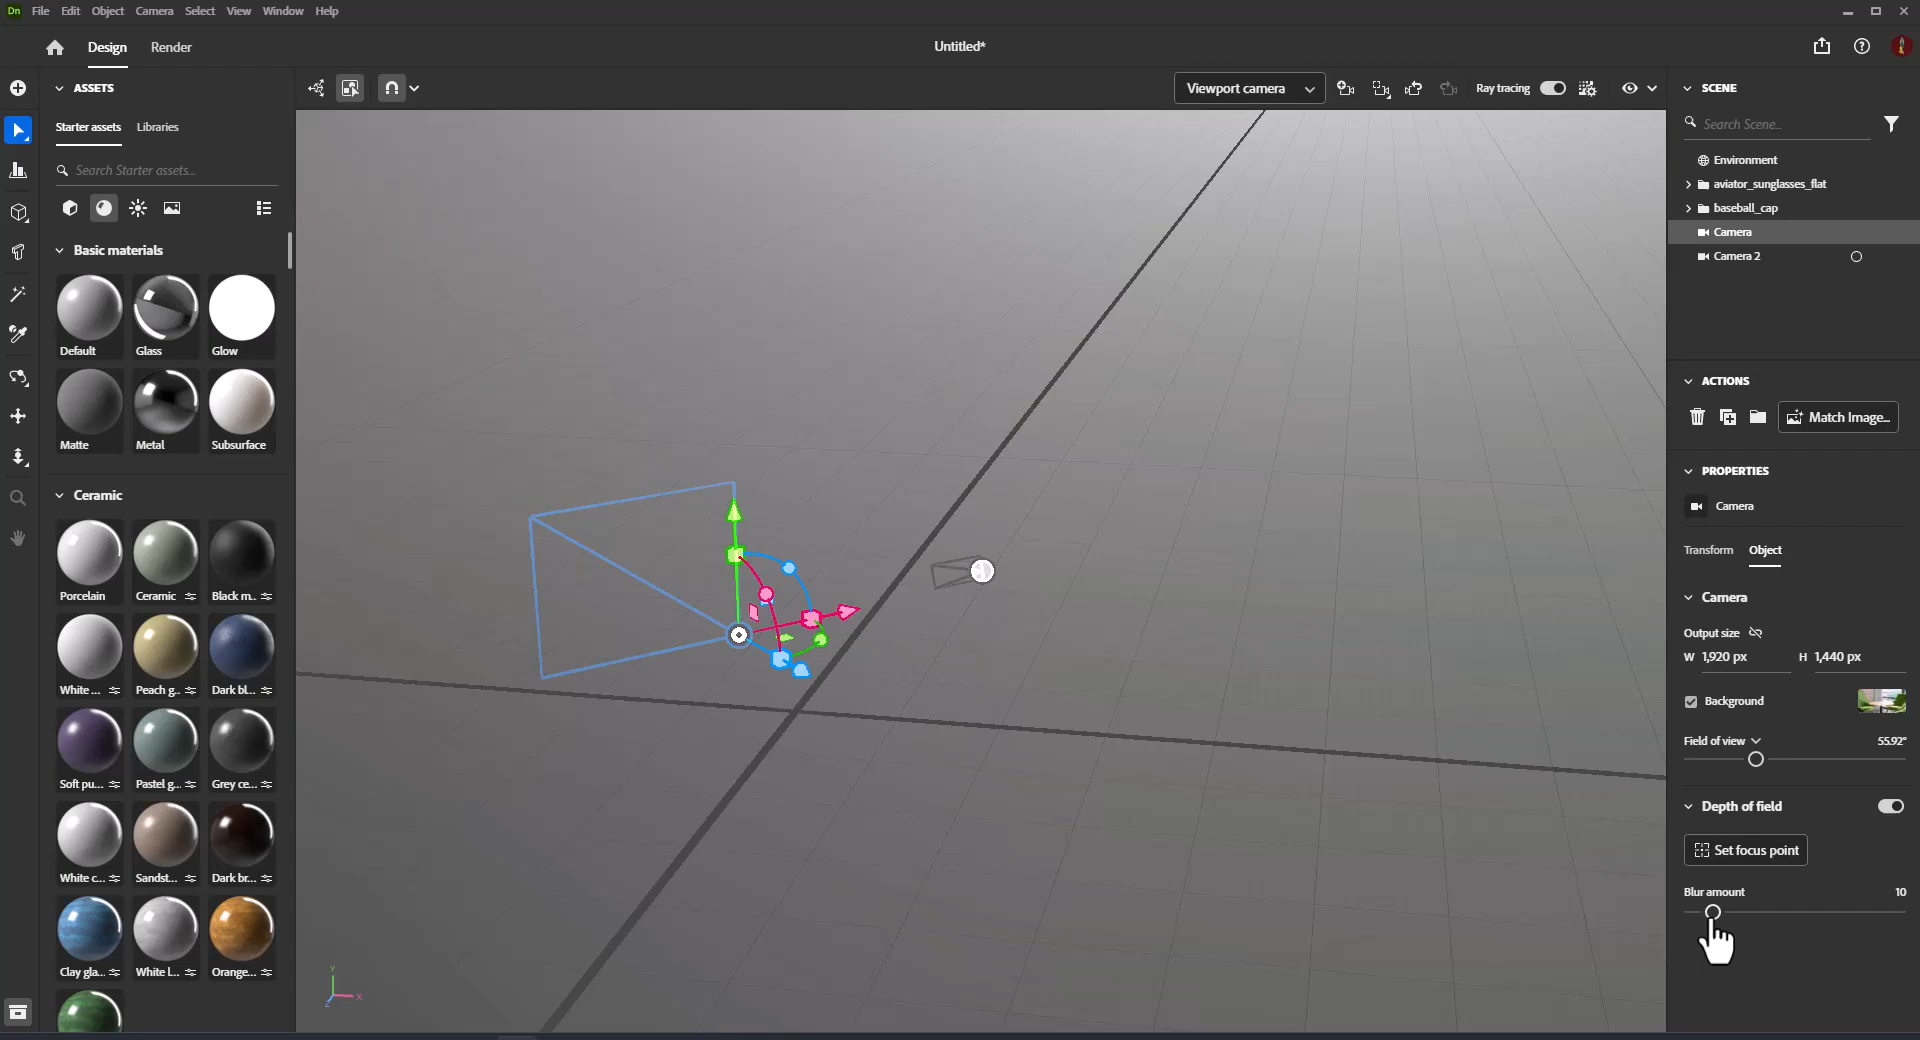 Dn File Edit Object Camera Select View Window Help
Design Render Untitled*
ASSETS
Starter assets Libraries
Search Starter assets...
Basic materials
Default Glass Glow
Matte Metal Subsurface
Ceramic
Porcelain Ceramic Black m...
White ... Peach g... Dark bl...
Soft pu... Pastel g... Grey ce...
White c... Sandst... Dark br...
Clay gla... White l... Orange...
Viewport camera Ray tracing
Y
X
Z
SCENE
Search Scene...
Environment
aviator_sunglasses_flat
baseball_cap
Camera
Camera 2
ACTIONS
Match Image...
PROPERTIES
Camera
Transform Object
Camera
Output size
W 1,920 px H 1,440 px
Background
Field of view 55.92°
Depth of field
Set focus point
Blur amount 10